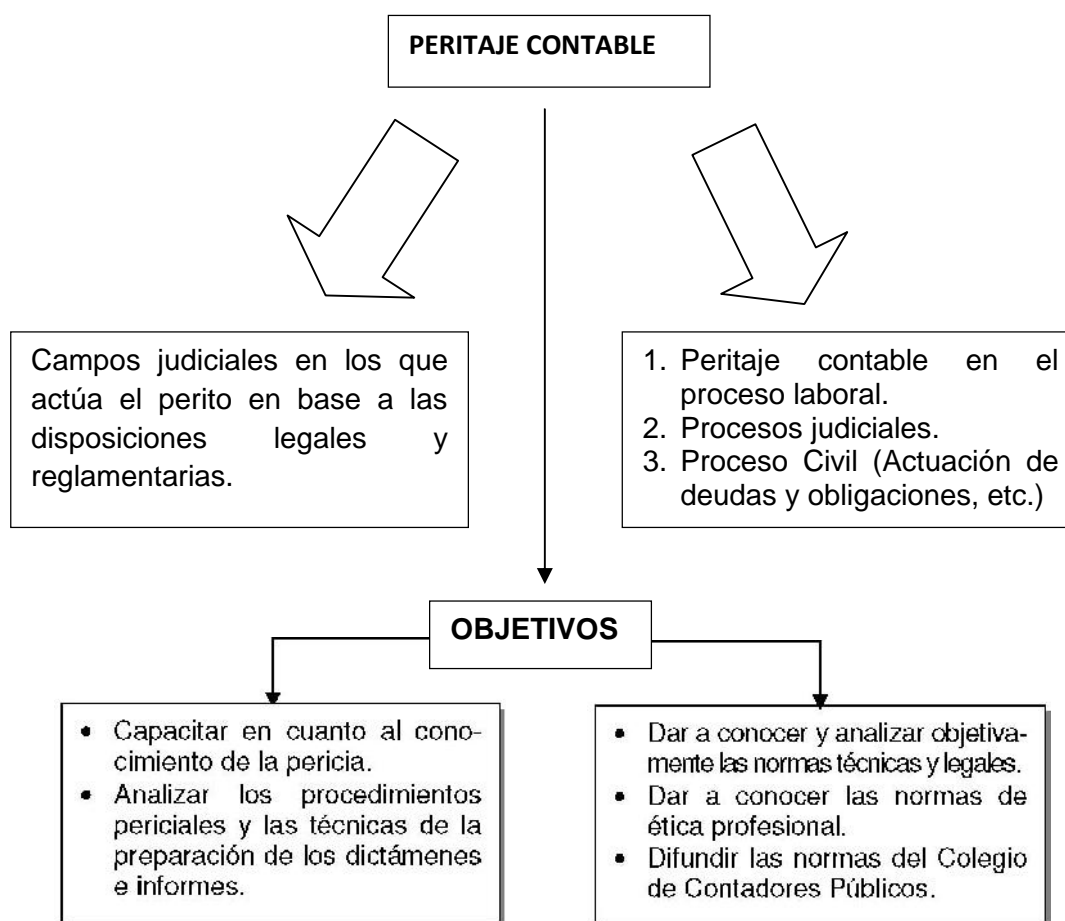 PERITAJE CONTABLE
Campos judiciales en los que
actúa el perito en base a las
disposiciones legales y
reglamentarias.
1. Peritaje contable en el
proceso laboral.
2. Procesos judiciales.
3. Proceso Civil (Actuación de
deudas y obligaciones, etc.)
OBJETIVOS
• Capacitar en cuanto al cono-
cimiento de la pericia.
• Analizar los procedimientos
periciales y las técnicas de la
preparación de los dictámenes
e informes.
• Dar a conocer y analizar objetiva-
mente las normas técnicas y legales.
• Dar a conocer las normas de
ética profesional.
• Difundir las normas del Colegio
de Contadores Públicos.